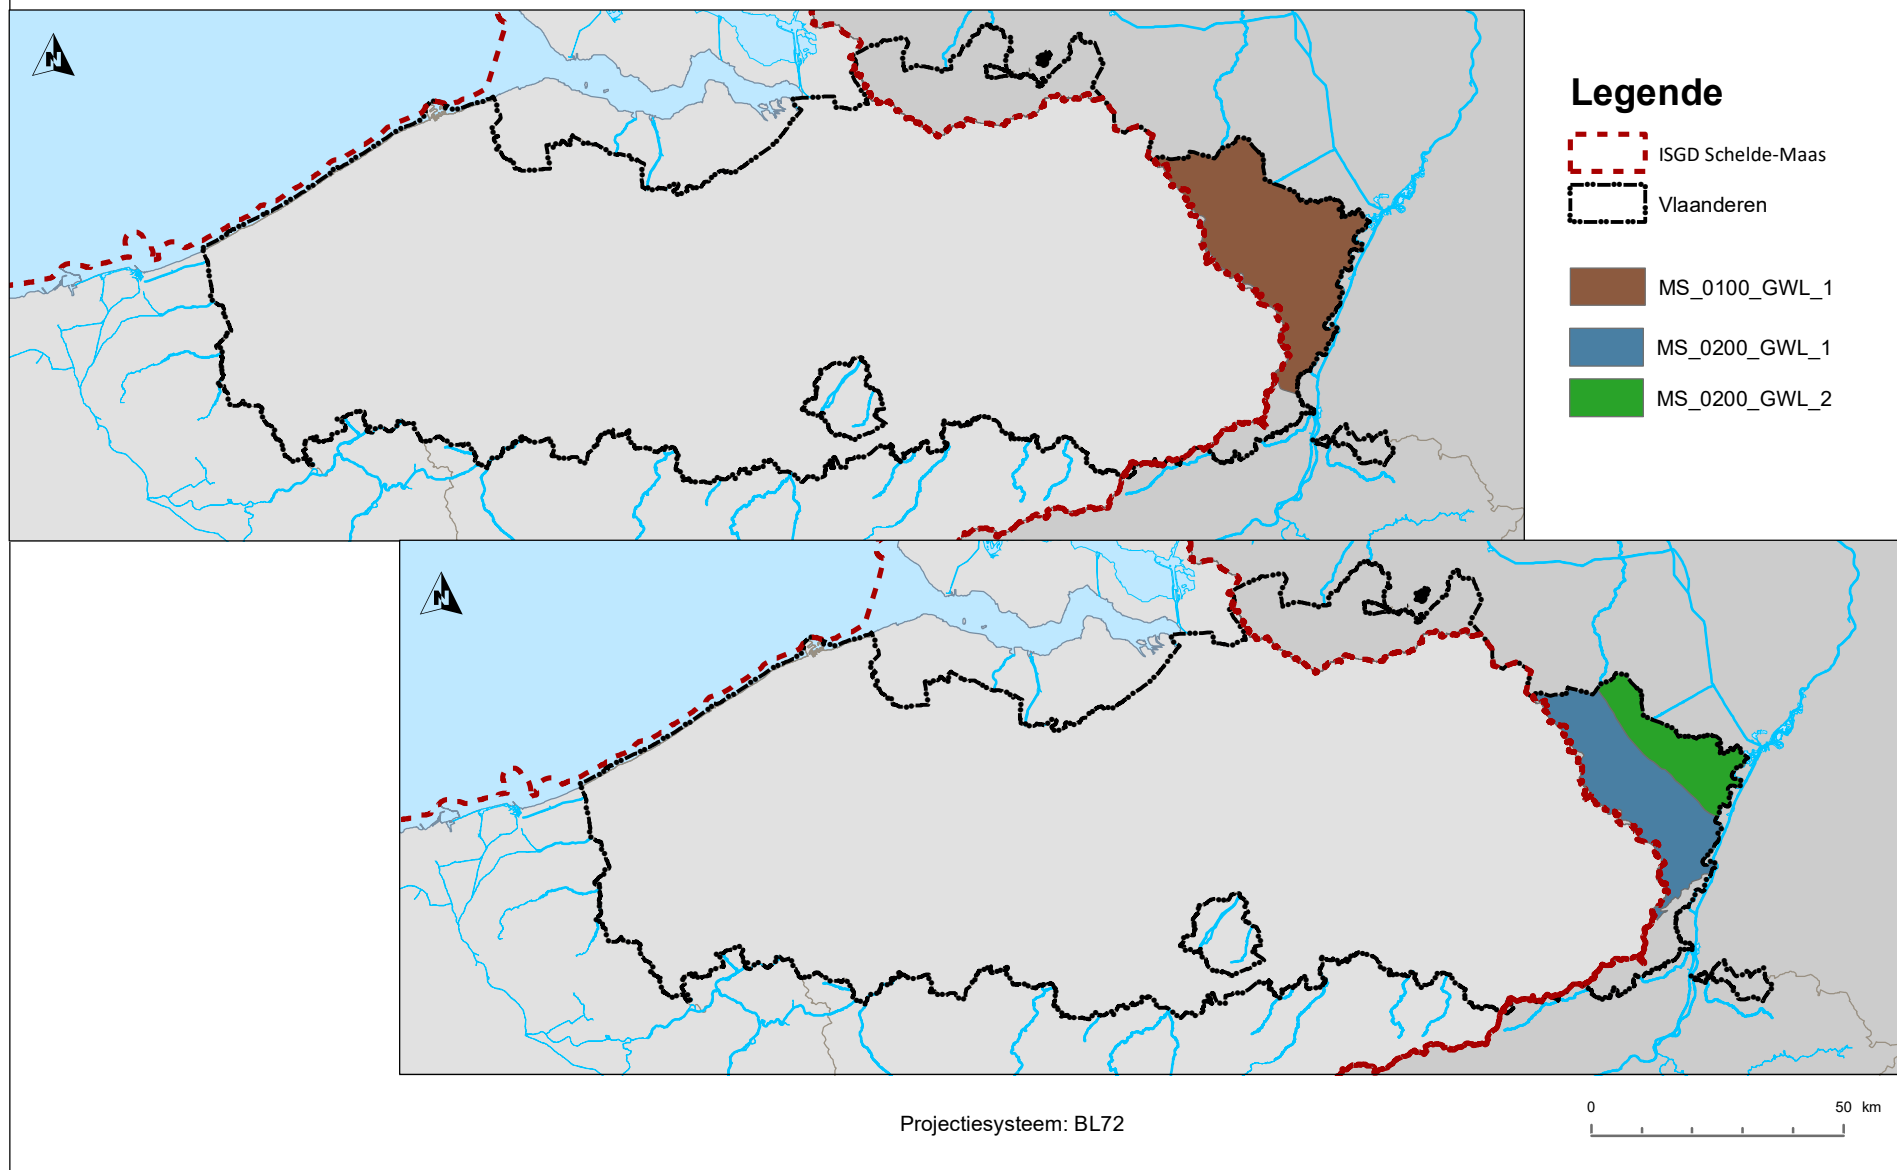 N
Legende
ISGD Schelde-Maas
Vlaanderen
MS_0100_GWL_1
MS_0200_GWL_1
MS_0200_GWL_2
N
Projectiesysteem: BL72
0 50 km